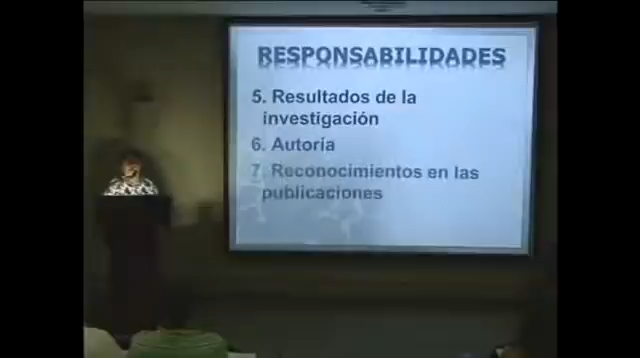 RESPONSABILIDADES
5. Resultados de la
investigación
6. Autoría
7. Reconocimientos en las
publicaciones